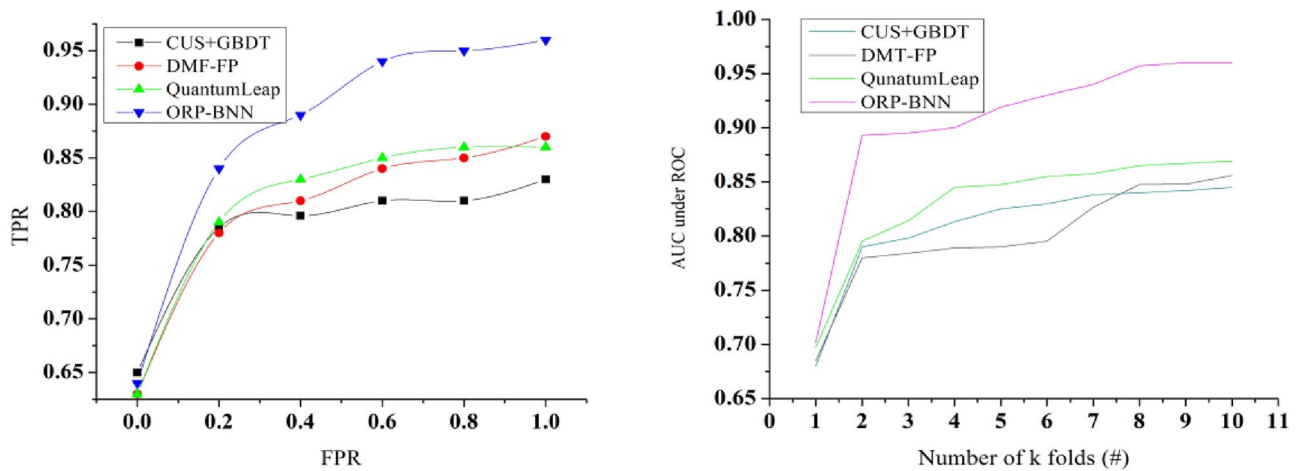 CUS+GBDT
DMF-FP
QuantumLeap
ORP-BNN
TPR
0.95
0.90
0.85
0.80
0.75
0.70
0.65
0.0 0.2 0.4 0.6 0.8 1.0
FPR
CUS+GBDT
DMT-FP
QunatumLeap
ORP-BNN
AUC under ROC
1.00
0.95
0.90
0.85
0.80
0.75
0.70
0.65
0 1 2 3 4 5 6 7 8 9 10 11
Number of k folds (#)